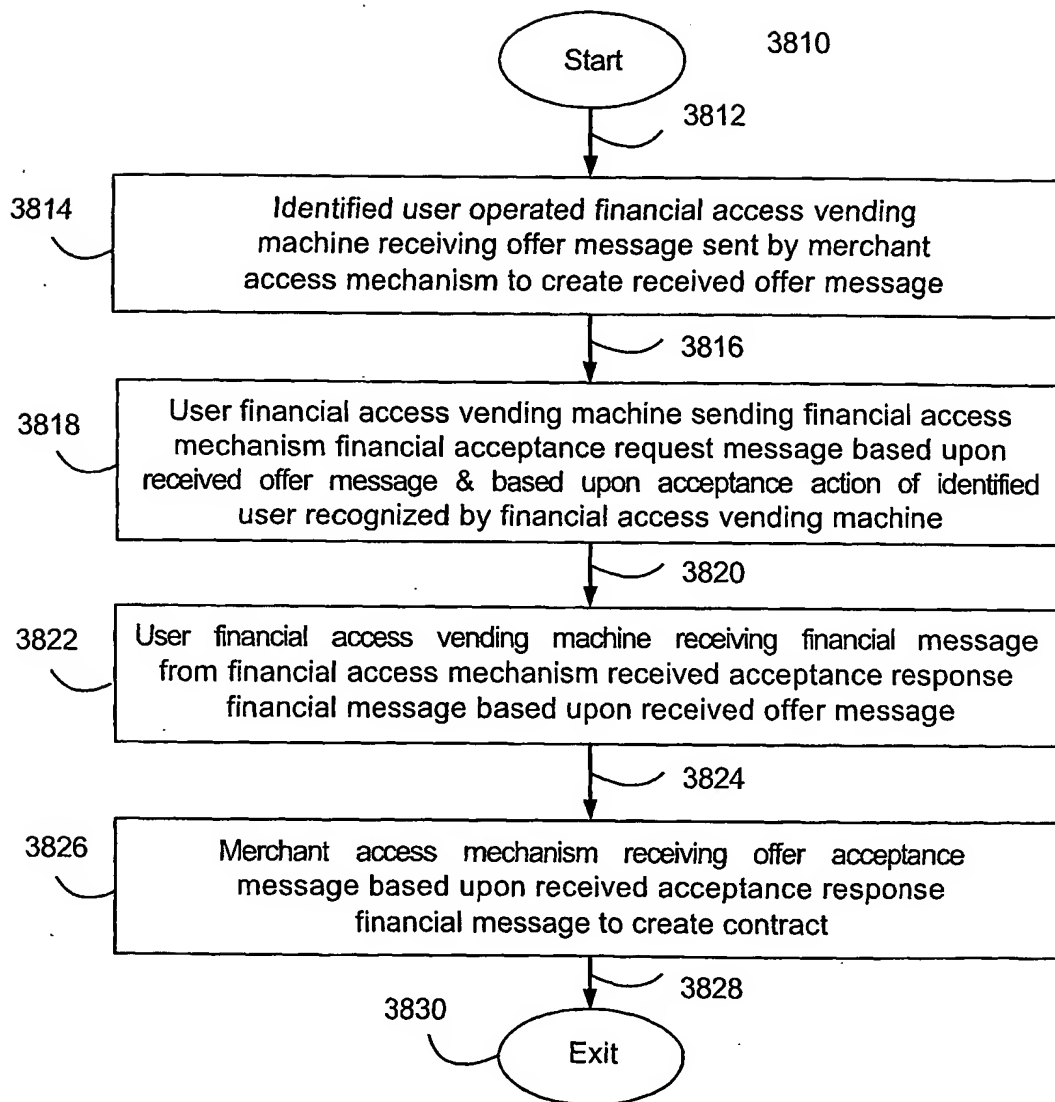 Start
3810
3812
3814
Identified user operated financial access vending
machine receiving offer message sent by merchant
access mechanism to create received offer message
3816
3818
User financial access vending machine sending financial access
mechanism financial acceptance request message based upon
received offer message & based upon acceptance action of identified
user recognized by financial access vending machine
3820
3822
User financial access vending machine receiving financial message
from financial access mechanism received acceptance response
financial message based upon received offer message
3824
3826
Merchant access mechanism receiving offer acceptance
message based upon received acceptance response
financial message to create contract
3828
3830
Exit